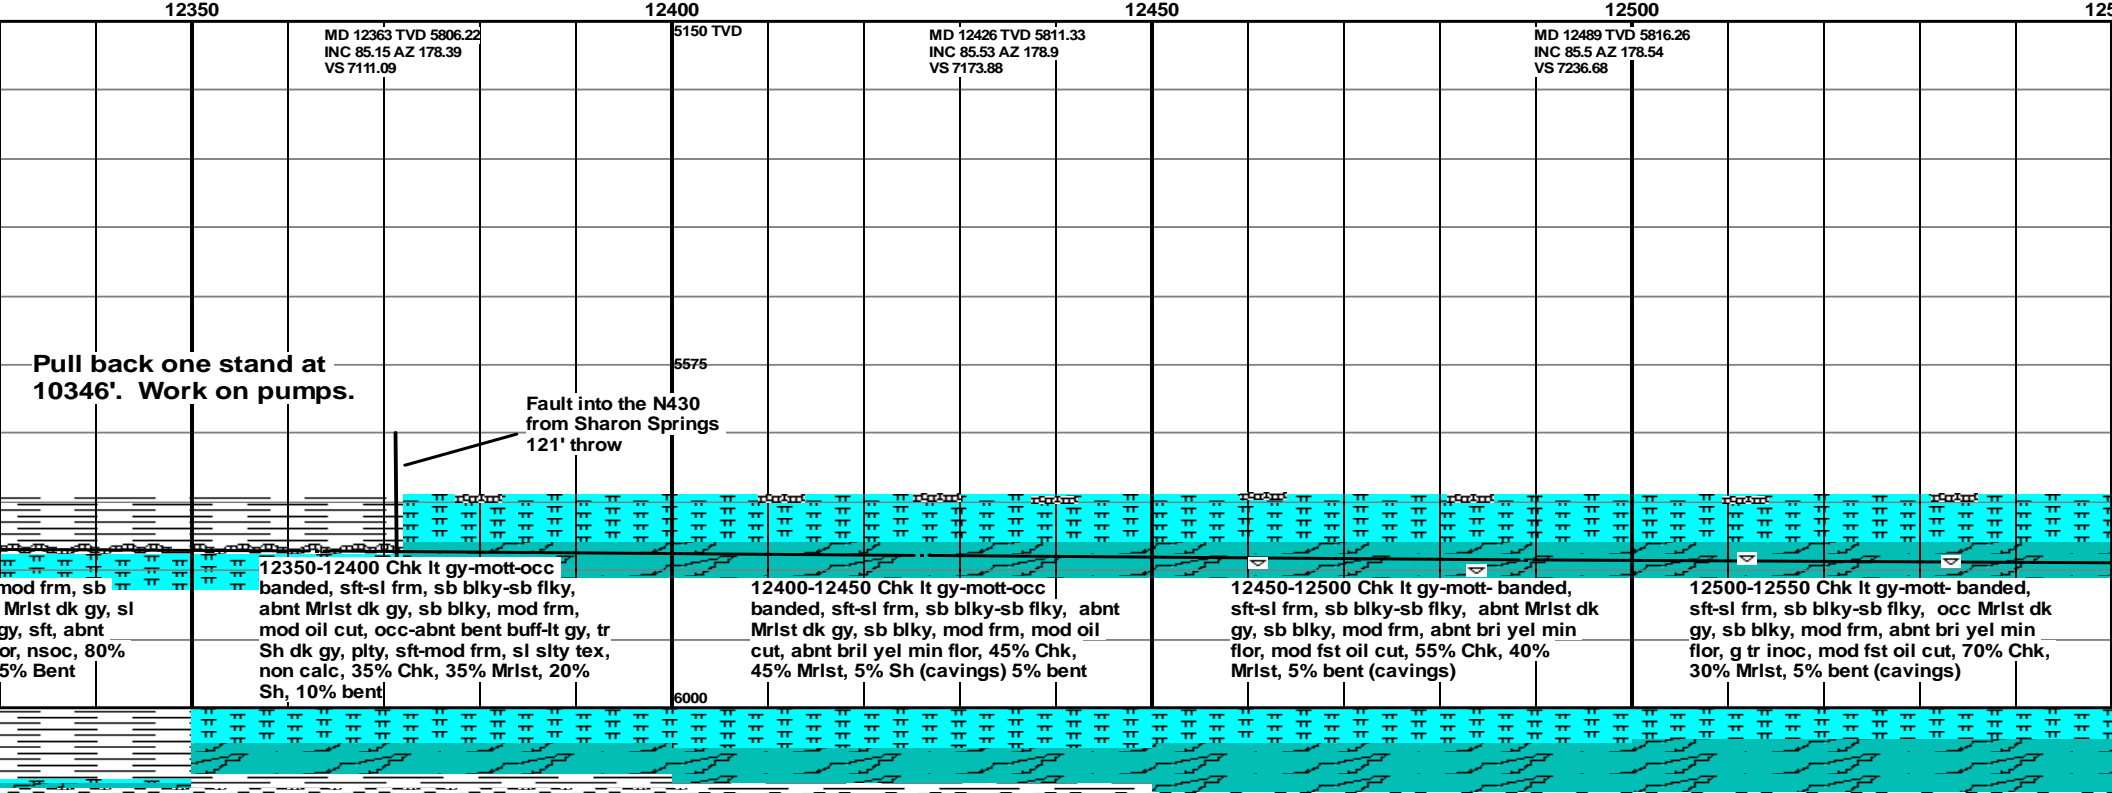 12350
12400
12450
12500
125
MD 12363 TVD 5806.22
INC 85.15 AZ 178.39
VS 7111.09
5150 TVD
MD 12426 TVD 5811.33
INC 85.53 AZ 178.9
VS 7173.88
MD 12489 TVD 5816.26
INC 85.5 AZ 178.54
VS 7236.68
Pull back one stand at
10346'. Work on pumps.
5575
Fault into the N430
from Sharon Springs
121' throw
mod frm, sb
Mrlst dk gy, sl
gy, sft, abnt
or, nsoc, 80%
5% Bent
12350-12400 Chk lt gy-mott-occ
banded, sft-sl frm, sb blky-sb flky,
abnt Mrlst dk gy, sb blky, mod frm,
mod oil cut, occ-abnt bent buff-lt gy, tr
Sh dk gy, plty, sft-mod frm, sl slty tex,
non calc, 35% Chk, 35% Mrlst, 20%
Sh, 10% bent
12400-12450 Chk lt gy-mott-occ
banded, sft-sl frm, sb blky-sb flky, abnt
Mrlst dk gy, sb blky, mod frm, mod oil
cut, abnt bril yel min flor, 45% Chk,
45% Mrlst, 5% Sh (cavings) 5% bent
12450-12500 Chk lt gy-mott- banded,
sft-sl frm, sb blky-sb flky, abnt Mrlst dk
gy, sb blky, mod frm, abnt bri yel min
flor, mod fst oil cut, 55% Chk, 40%
Mrlst, 5% bent (cavings)
12500-12550 Chk lt gy-mott- banded,
sft-sl frm, sb blky-sb flky, occ Mrlst dk
gy, sb blky, mod frm, abnt bri yel min
flor, g tr inoc, mod fst oil cut, 70% Chk,
30% Mrlst, 5% bent (cavings)
6000